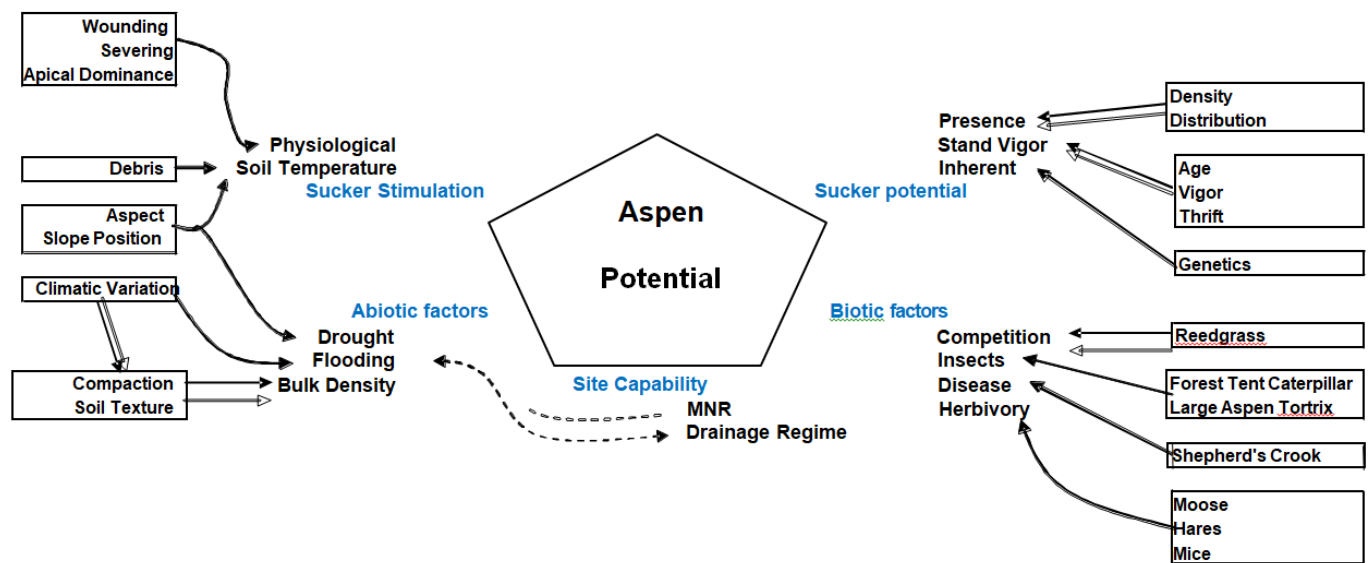 Wounding
Severing
Apical Dominance
Debris
Aspect
Slope Position
Climatic Variation
Compaction
Soil Texture
Physiological
Soil Temperature
Sucker Stimulation
Abiotic factors
Drought
Flooding
Bulk Density
Aspen
Potential
Site Capability
MNR
Drainage Regime
Presence
Stand Vigor
Inherent
Sucker potential
Biotic factors
Competition
Insects
Disease
Herbivory
Density
Distribution
Age
Vigor
Thrift
Genetics
Reedgrass
Forest Tent Caterpillar
Large Aspen Tortrix
Shepherd's Crook
Moose
Hares
Mice